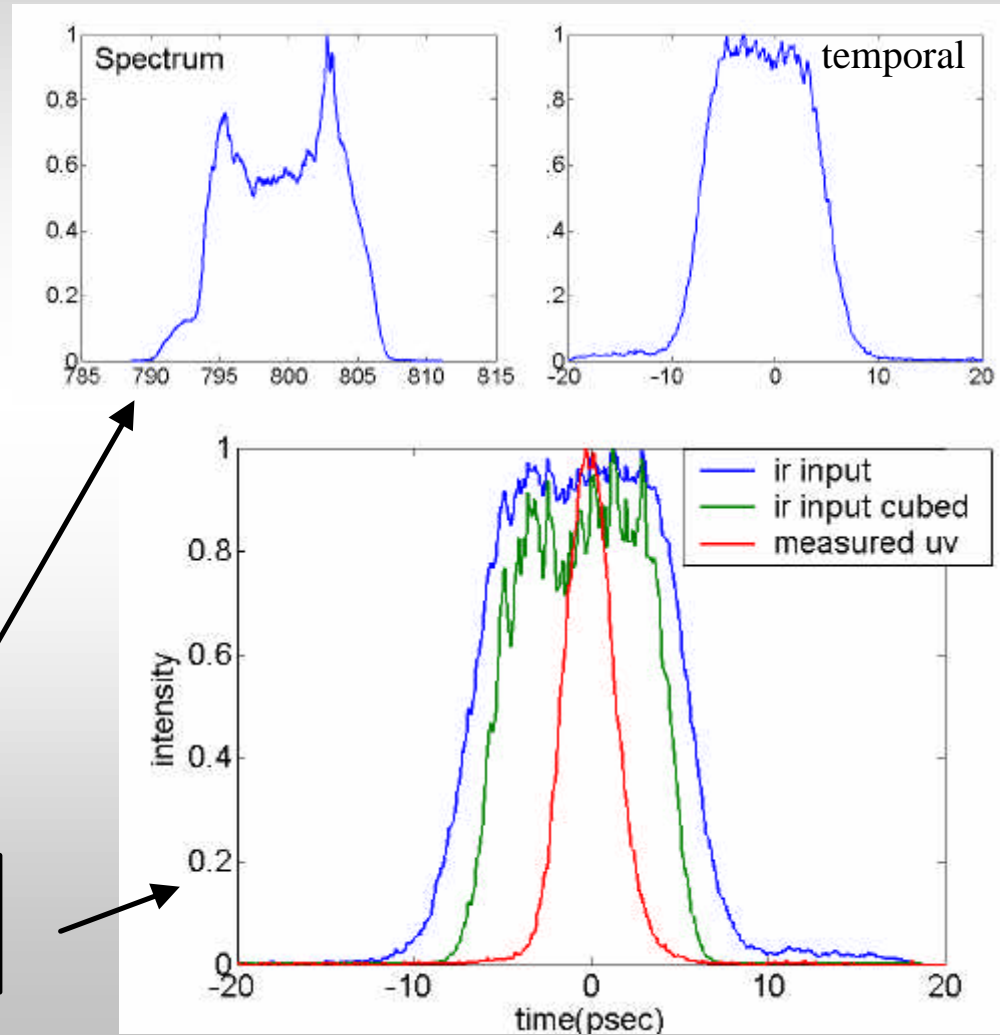 Spectrum
1
0.8
0.6
0.4
0.2
0
785 790 795 800 805 810 815
temporal
1
.8
.6
.4
.2
0
-20 -10 0 10 20
ir input
ir input cubed
measured uv
intensity
1
0.8
0.6
0.4
0.2
0
-20 -10 0 10 20
time(psec)